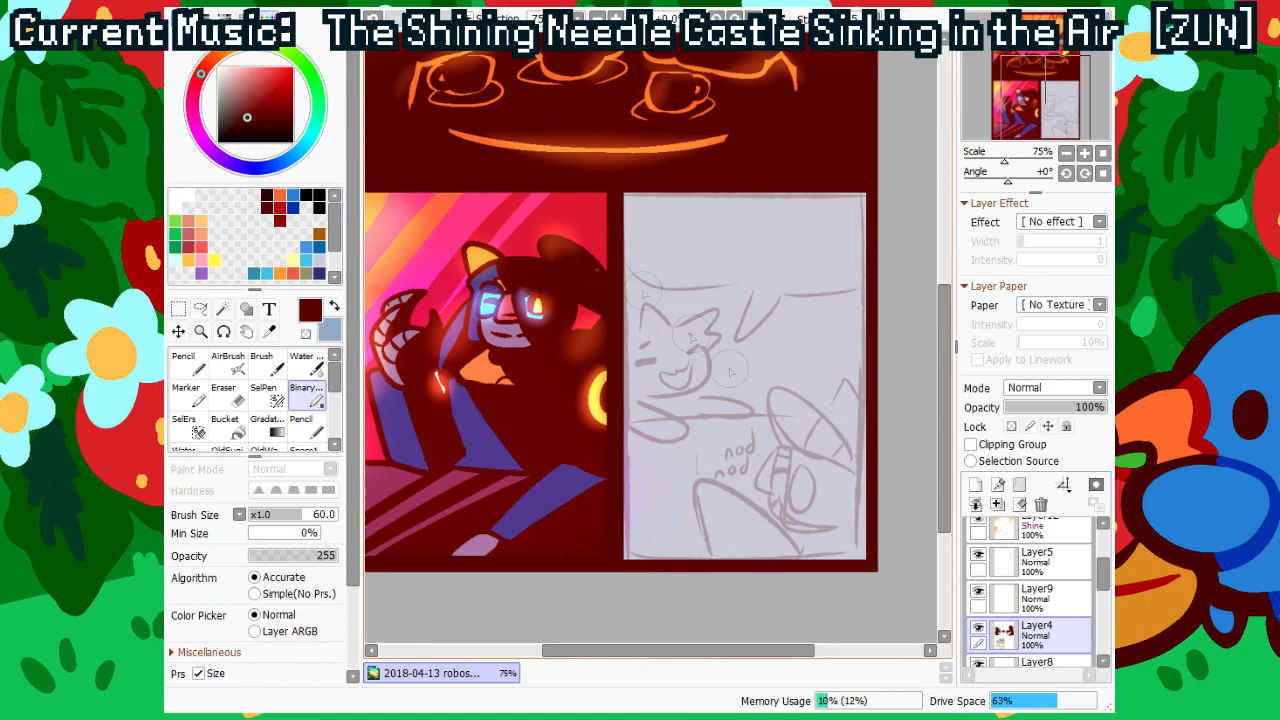 Current Music:  The Shining Needle Castle Sinking in the Air  [ZUN]
Selection
Scale 75%
Angle +0°
Layer Effect
Effect [ No effect ]
Width 1
Intensity 0
Layer Paper
Paper [ No Texture ]
Intensity 0
Scale 10%
Apply to Linework
Mode Normal
Opacity 100%
Lock
Clipping Group
Selection Source
Shine
100%
Layer5
Normal
100%
Layer9
Normal
100%
Layer4
Normal
100%
Layer8
T
Pencil AirBrush Brush Water ...
Marker Eraser SelPen Binary...
SelErs Bucket Gradat... Pencil
Paint Mode Normal
Hardness
Brush Size x1.0 60.0
Min Size 0%
Opacity 255
Algorithm Accurate
Simple(No Prs.)
Color Picker Normal
Layer ARGB
Miscellaneous
Prs Size
nod
nod
2018-04-13 robos... 75%
Memory Usage 10% (12%) Drive Space 63%